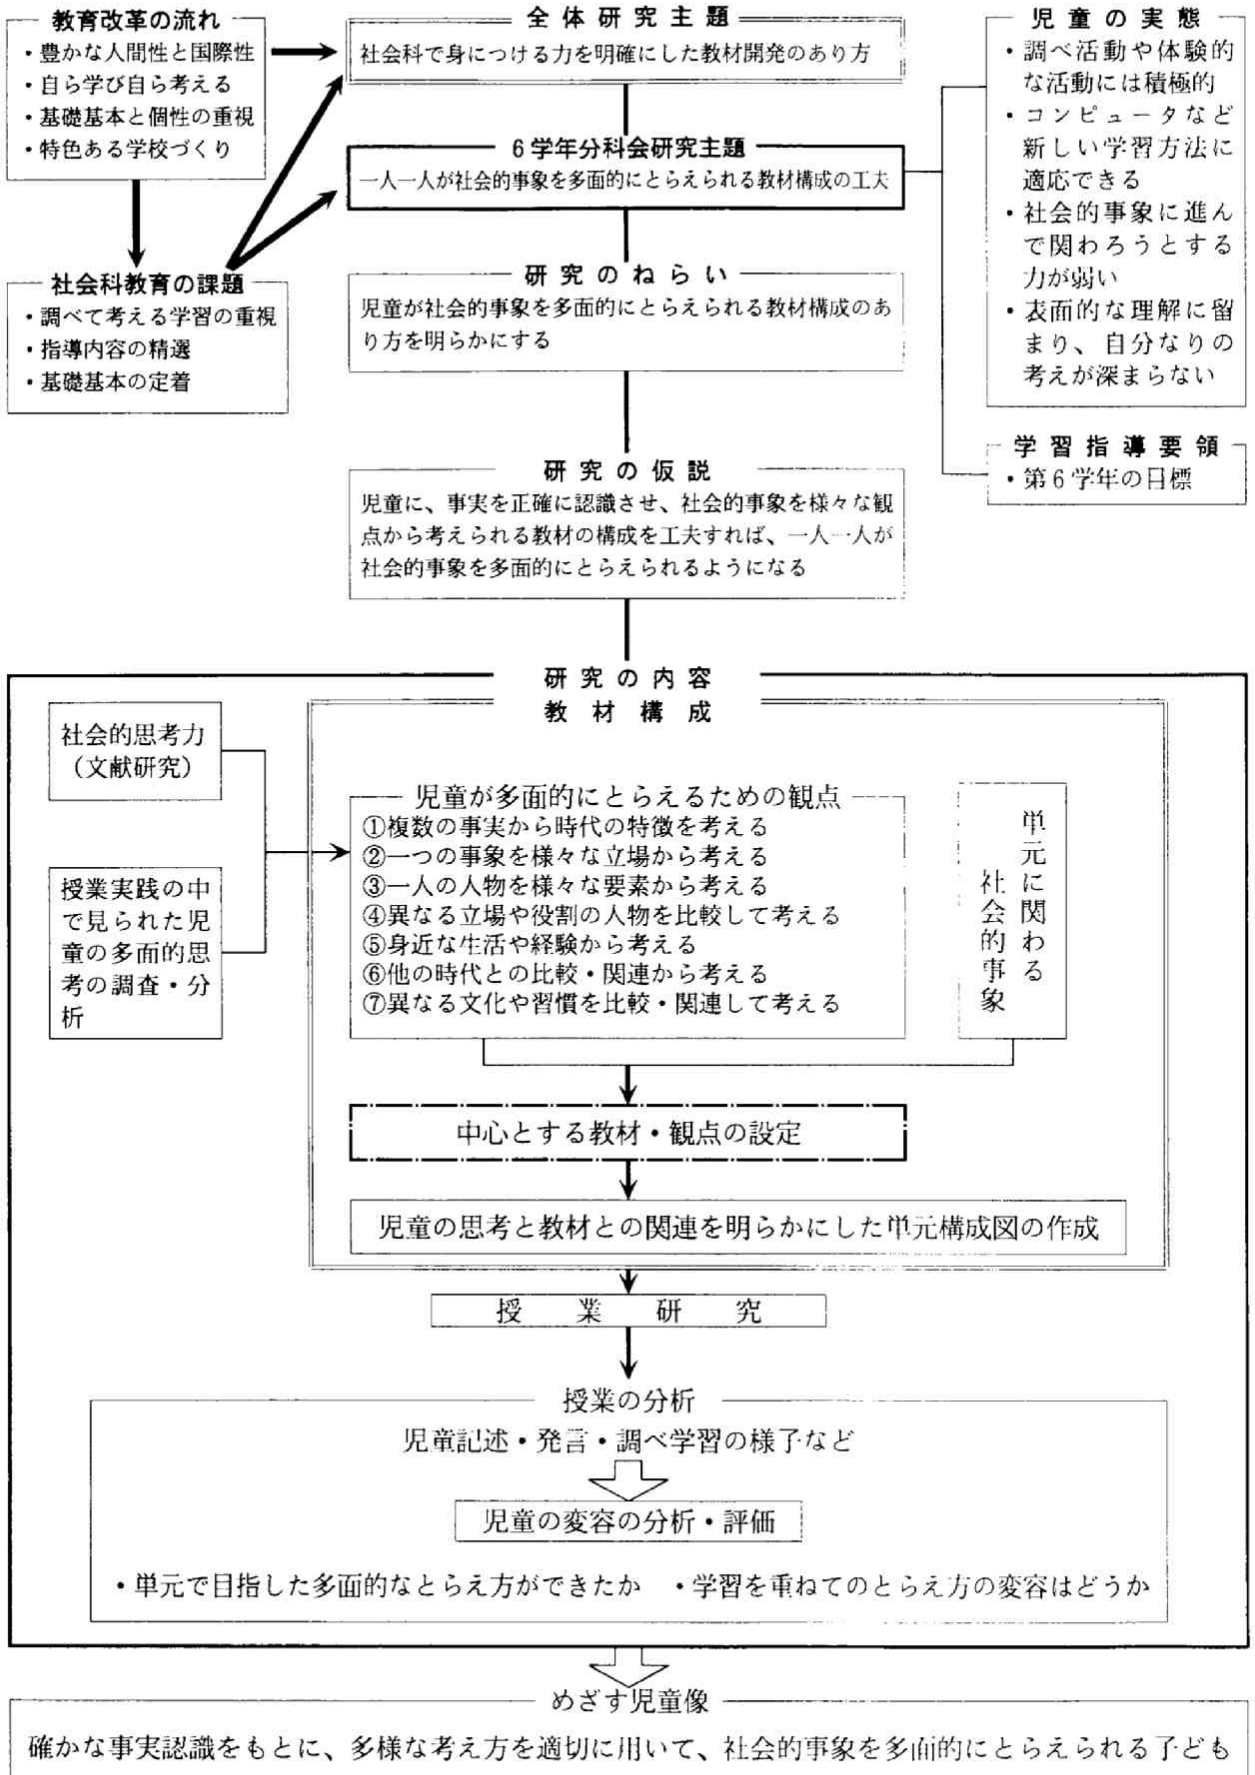 教育改革の流れ
・豊かな人間性と国際性
・自ら学び自ら考える
・基礎基本と個性の重視
・特色ある学校づくり
全体研究主題
社会科で身につける力を明確にした教材開発のあり方
児童の実態
・調べ活動や体験的
な活動には積極的
・コンピュータなど
新しい学習方法に
適応できる
・社会的事象に進ん
で関わろうとする
力が弱い
・表面的な理解に留
まり、自分なりの
考えが深まらない
6学年分科会研究主題
一人一人が社会的事象を多面的にとらえられる教材構成の工夫
社会科教育の課題
・調べて考える学習の重視
・指導内容の精選
・基礎基本の定着
研究のねらい
児童が社会的事象を多面的にとらえられる教材構成のあ
り方を明らかにする
学習指導要領
・第6学年の目標
研究の仮説
児童に、事実を正確に認識させ、社会的事象を様々な観
点から考えられる教材の構成を工夫すれば、一人一人が
社会的事象を多面的にとらえられるようになる
研究の内容
教材構成
社会的思考力
（文献研究）
授業実践の中
で見られた児
童の多面的思
考の調査・分
析
児童が多面的にとらえるための観点
①複数の事実から時代の特徴を考える
②一つの事象を様々な立場から考える
③一人の人物を様々な要素から考える
④異なる立場や役割の人物を比較して考える
⑤身近な生活や経験から考える
⑥他の時代との比較・関連から考える
⑦異なる文化や習慣を比較・関連して考える
単元に関わる
社会的事象
中心とする教材・観点の設定
児童の思考と教材との関連を明らかにした単元構成図の作成
授業研究
授業の分析
児童記述・発言・調べ学習の様子など
児童の変容の分析・評価
・単元で目指した多面的なとらえ方ができたか ・学習を重ねてのとらえ方の変容はどうか
めざす児童像
確かな事実認識をもとに、多様な考え方を適切に用いて、社会的事象を多面的にとらえられる子ども